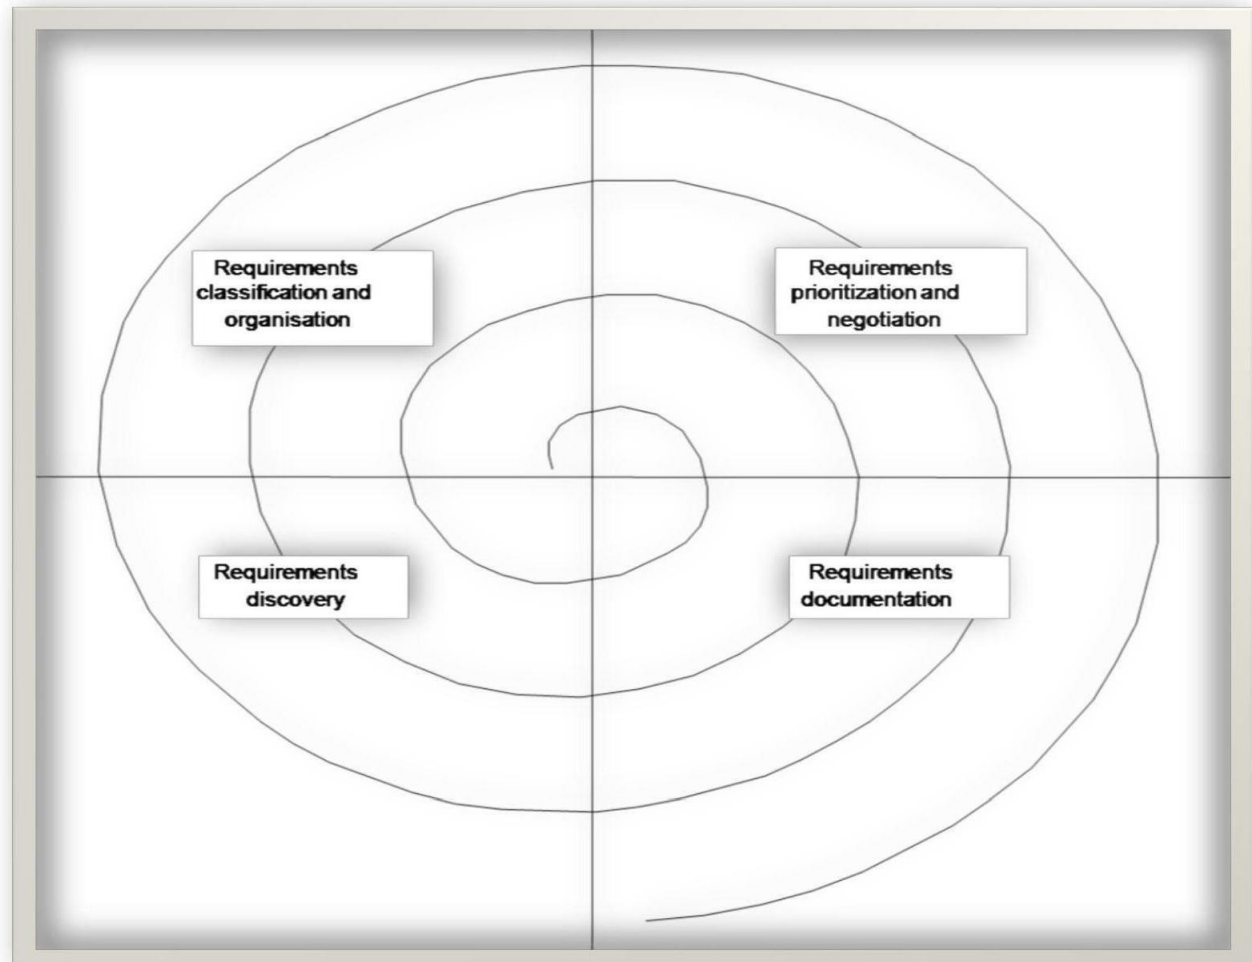 Requirements
classification and
organisation
Requirements
prioritization and
negotiation
Requirements
discovery
Requirements
documentation